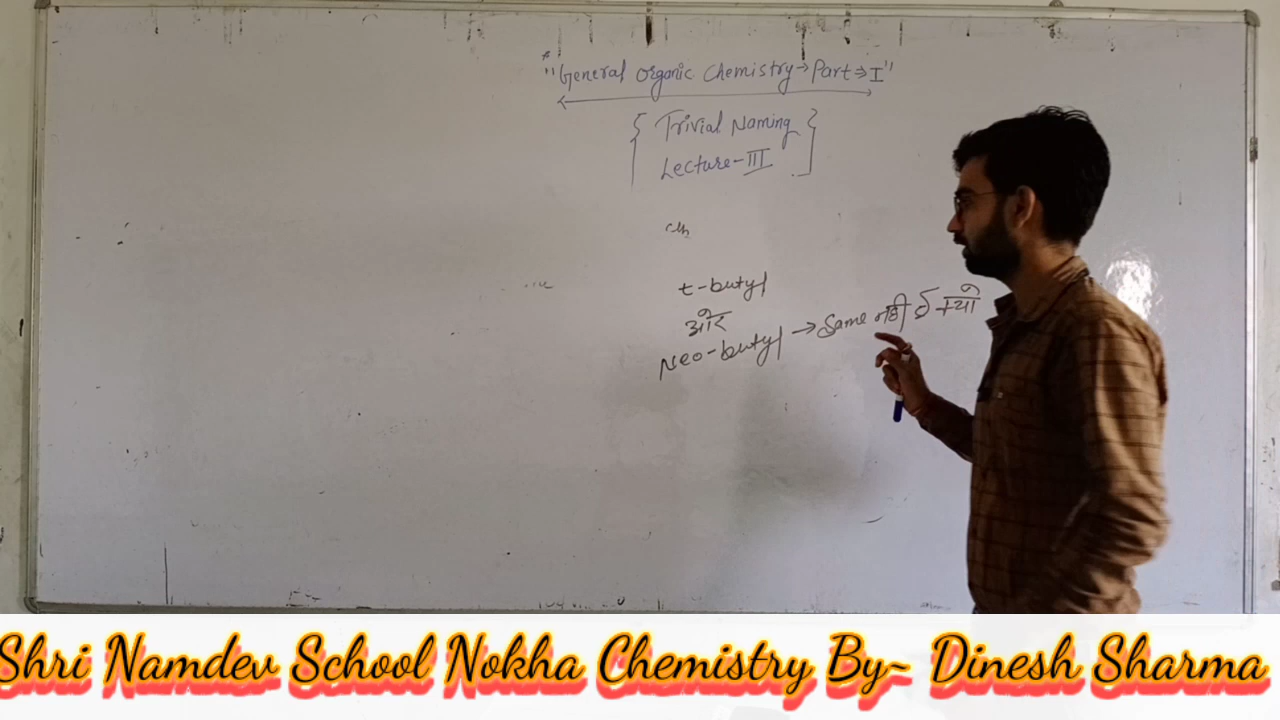 "General Organic Chemistry→Part⇒I"
{ Trivial Naming }
Lecture-III
t-butyl
और
Neo-butyl → Same नहीं है क्यों
Shri Namdev School Nokha Chemistry By~ Dinesh Sharma